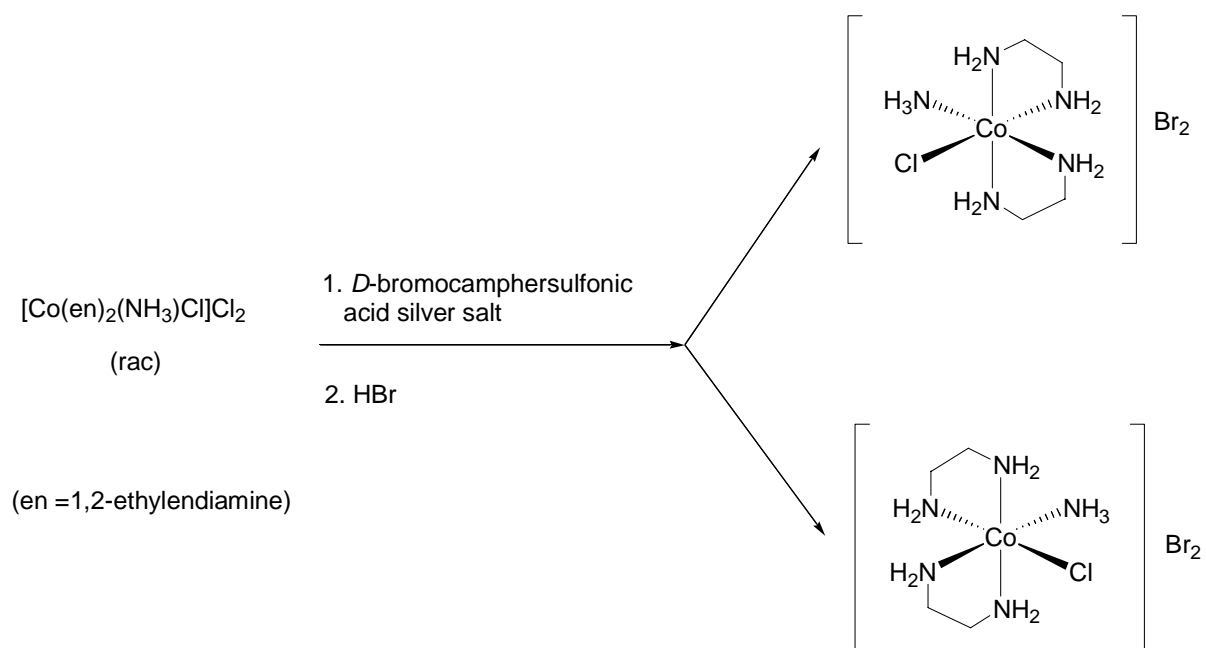 H₂N
H₃N
NH₂
Co
Cl
NH₂
H₂N
Br₂
[Co(en)₂(NH₃)Cl]Cl₂
(rac)
1. D-bromocamphersulfonic
acid silver salt
2. HBr
(en =1,2-ethylendiamine)
NH₂
H₂N
NH₃
Co
H₂N
Cl
NH₂
Br₂